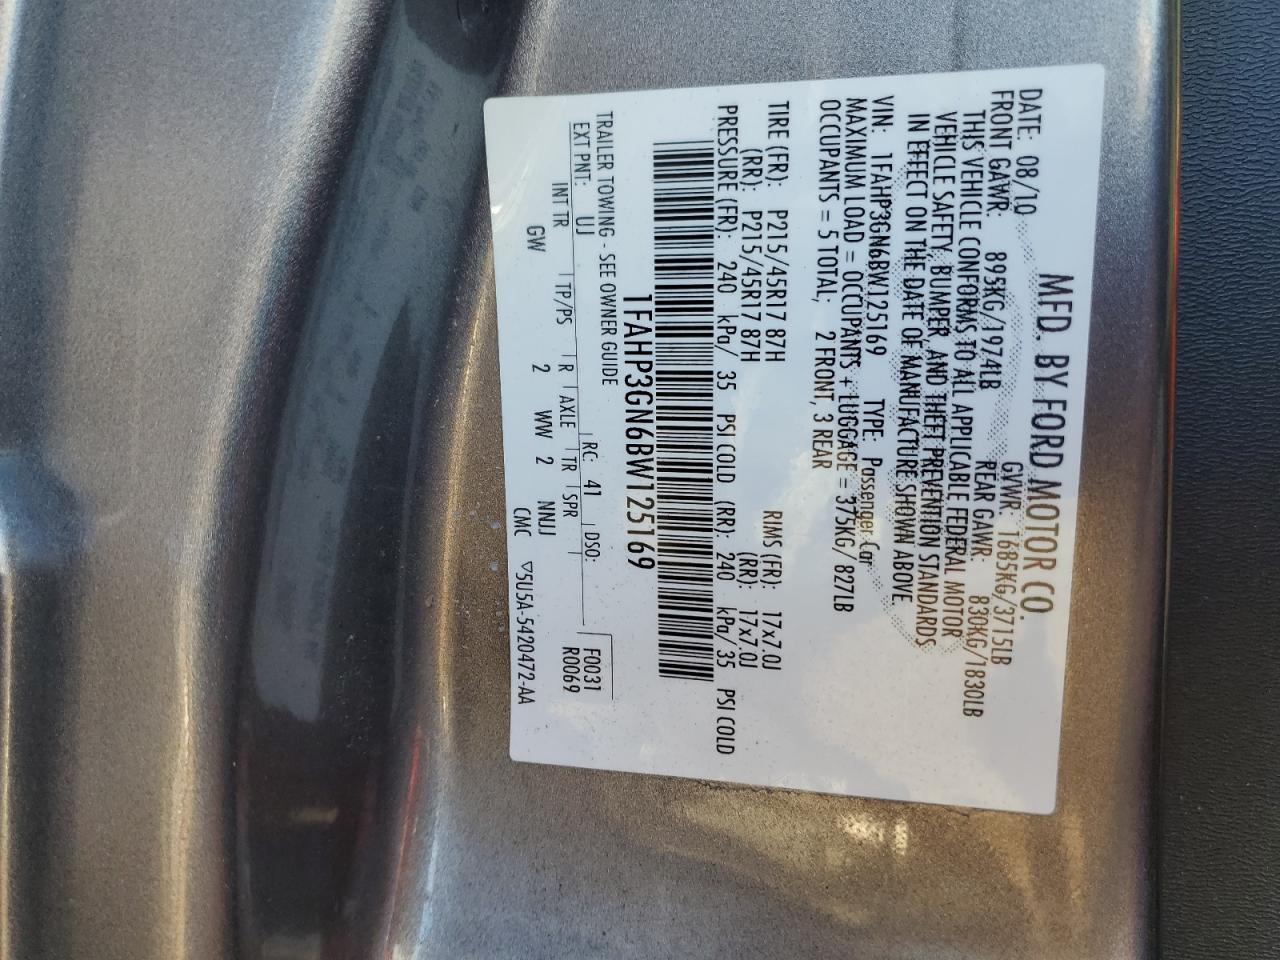 MFD. BY FORD MOTOR CO.
DATE: 08/10 GVWR: 1685KG/3715LB
FRONT GAWR: 893KG/1974LB REAR GAWR: 830KG/1830LB
THIS VEHICLE CONFORMS TO ALL APPLICABLE FEDERAL MOTOR
VEHICLE SAFETY, BUMPER, AND THEFT PREVENTION STANDARDS
IN EFFECT ON THE DATE OF MANUFACTURE SHOWN ABOVE.
VIN: 1FAHP3GN6BW125169 TYPE: Passenger Car
MAXIMUM LOAD = OCCUPANTS + LUGGAGE = 375KG/827LB
OCCUPANTS = 5 TOTAL; 2 FRONT, 3 REAR
TIRE (FR): P215/45R17 87H RIMS (FR): 17x7.0J
(RR): P215/45R17 87H (RR): 17x7.0J
PRESSURE (FR): 240 kPa/ 35 PSI COLD (RR): 240 kPa/ 35 PSI COLD
1FAHP3GN6BW125169
TRAILER TOWING - SEE OWNER GUIDE
F0031
EXT PNT: UJ RC: 41 DSO: R0069
INT TR TP/PS R AXLE TR SPR
GW 2 WW 2 NNJJ
CMC ▽5U5A-5420472-AA